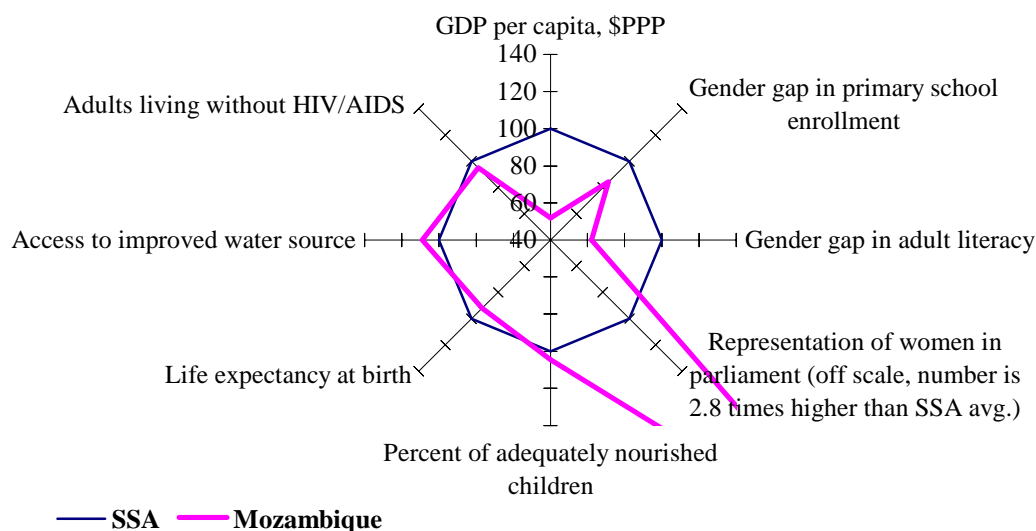 GDP per capita, $PPP
140
120
100
80
60
40
Gender gap in primary school
enrollment
Gender gap in adult literacy
Representation of women in
parliament (off scale, number is
2.8 times higher than SSA avg.)
Percent of adequately nourished
children
Life expectancy at birth
Access to improved water source
Adults living without HIV/AIDS
SSA
Mozambique